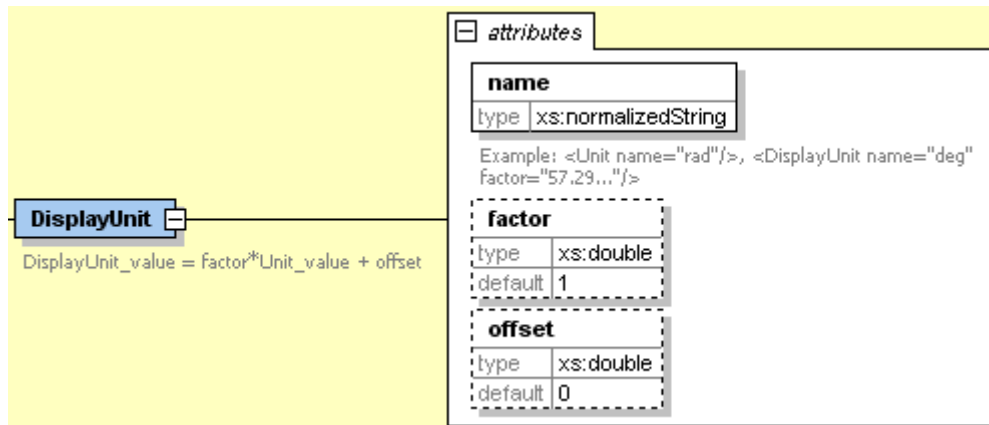 attributes
name
type xs:normalizedString
Example: <Unit name="rad"/>, <DisplayUnit name="deg"
factor="57.29..."/>
DisplayUnit
DisplayUnit_value = factor*Unit_value + offset
factor
type xs:double
default 1
offset
type xs:double
default 0